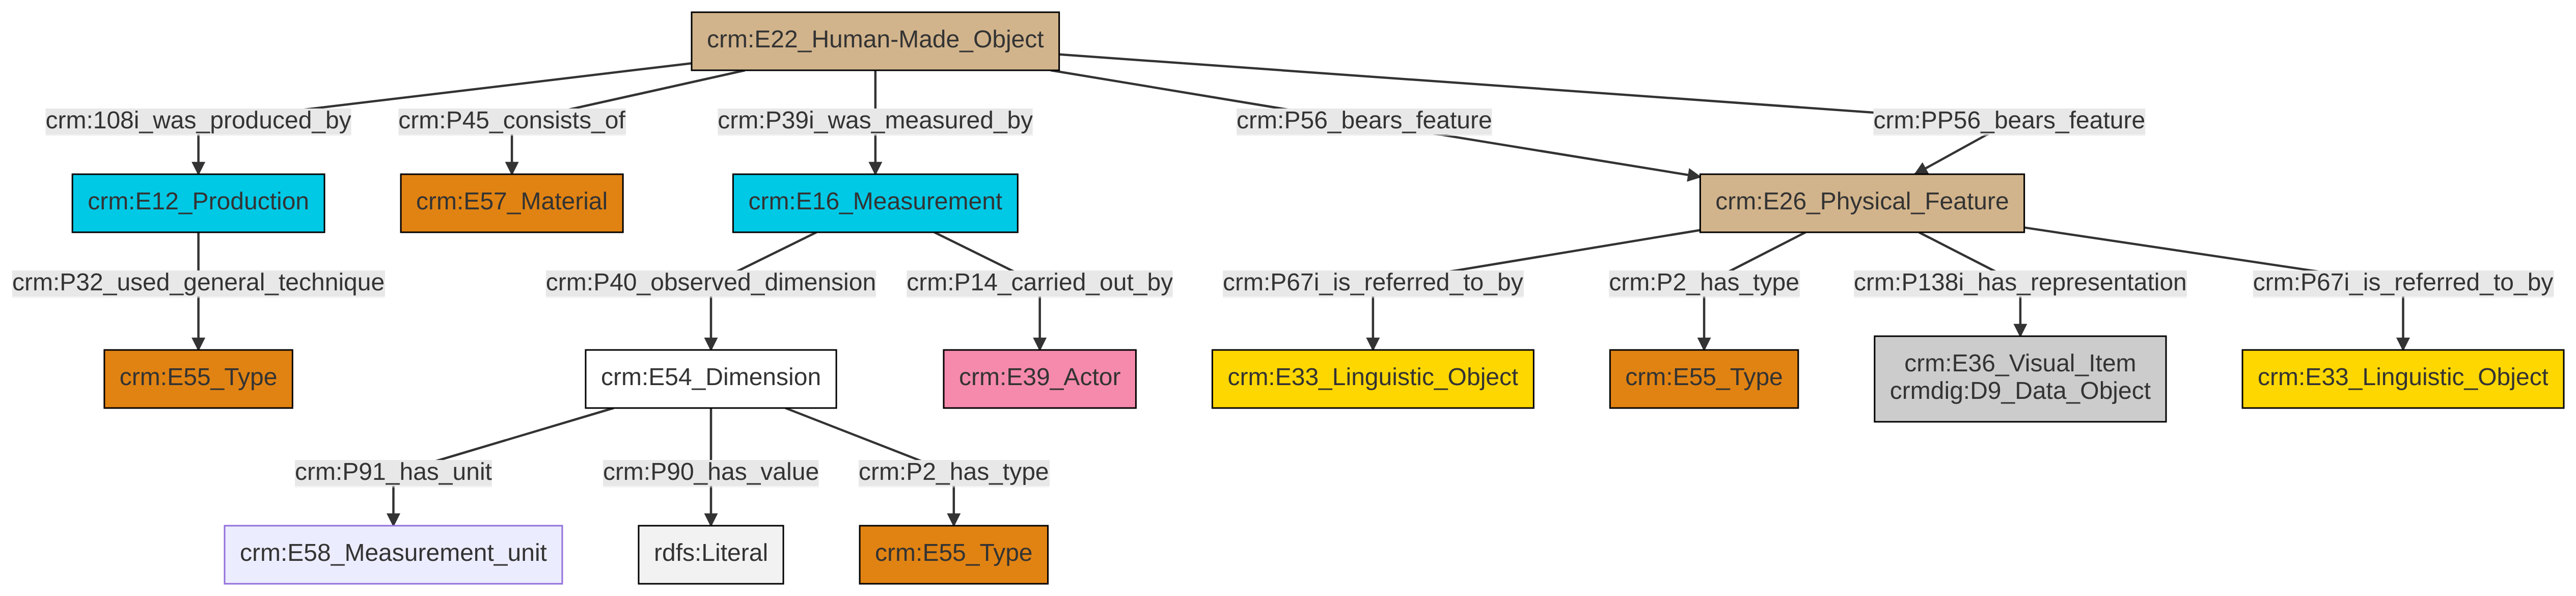 crm:E22_Human-Made_Object
crm:108i_was_produced_by
crm:P45_consists_of
crm:P39i_was_measured_by
crm:P56_bears_feature
crm:PP56_bears_feature
crm:E12_Production
crm:E57_Material
crm:E16_Measurement
crm:E26_Physical_Feature
crm:P32_used_general_technique
crm:P40_observed_dimension
crm:P14_carried_out_by
crm:P67i_is_referred_to_by
crm:P2_has_type
crm:P138i_has_representation
crm:P67i_is_referred_to_by
crm:E55_Type
crm:E54_Dimension
crm:E39_Actor
crm:E33_Linguistic_Object
crm:E55_Type
crm:E36_Visual_Item
crmdig:D9_Data_Object
crm:E33_Linguistic_Object
crm:P91_has_unit
crm:P90_has_value
crm:P2_has_type
crm:E58_Measurement_unit
rdfs:Literal
crm:E55_Type